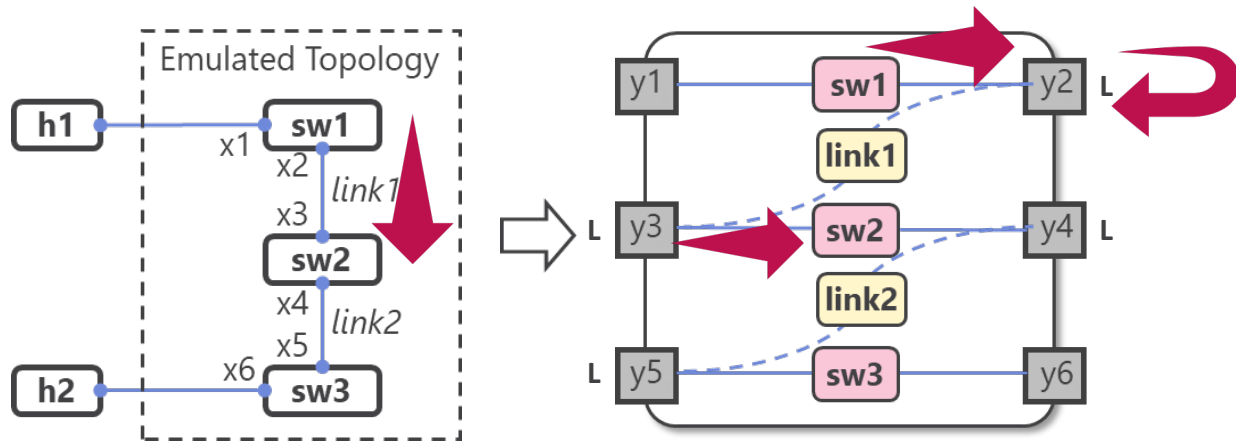 Emulated Topology
h1
x1
sw1
x2
link1
x3
sw2
x4
link2
x5
h2
x6
sw3
y1
sw1
y2
L
link1
L
y3
sw2
y4
L
link2
L
y5
sw3
y6